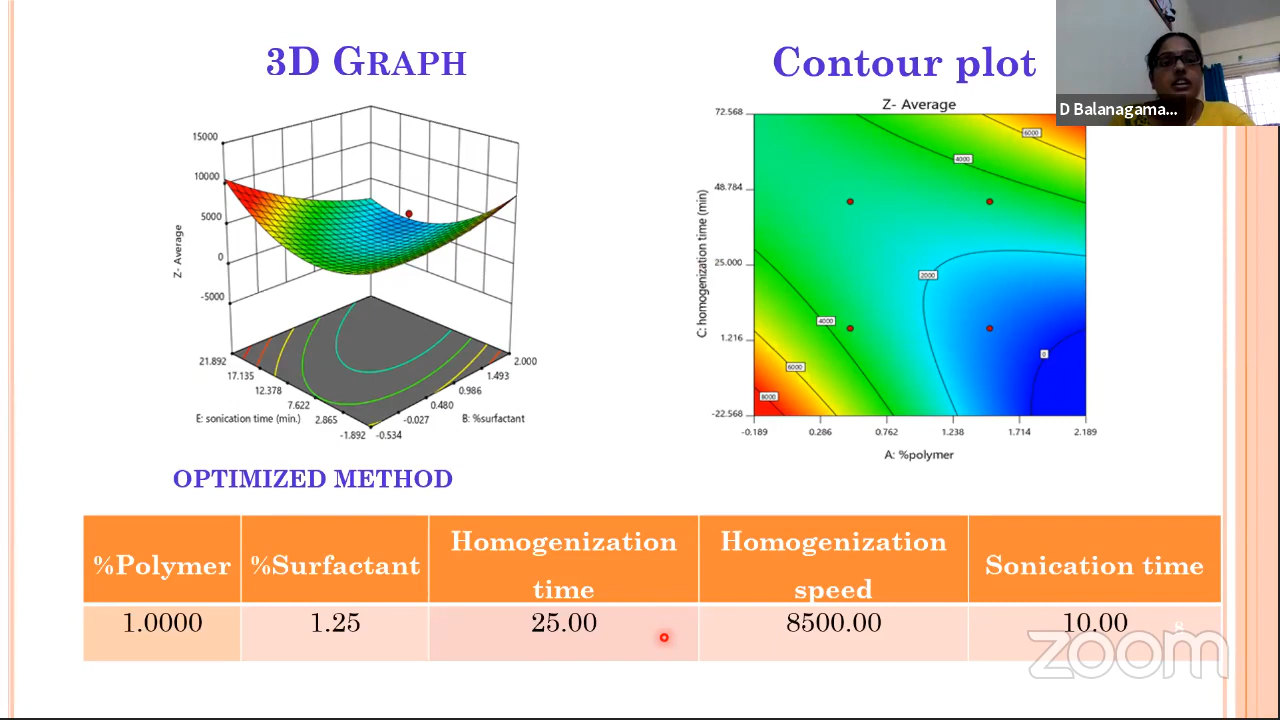 3D GRAPH
Contour plot
D Balanagama...
15000
10000
5000
0
-5000
Z- Average
21.892
17.135
12.378
7.622
2.865
-1.892
E: sonication time (min.)
2.000
1.493
0.986
0.480
-0.027
-0.534
B: %surfactant
Z- Average
72.568
48.784
25.000
1.216
-22.568
C: homogenization time (min)
6000
4000
2000
4000
6000
8000
0
-0.189
0.286
0.762
1.238
1.714
2.189
A: %polymer
OPTIMIZED METHOD
%Polymer
%Surfactant
Homogenization
time
Homogenization
speed
Sonication time
1.0000
1.25
25.00
8500.00
10.00
8
zoom